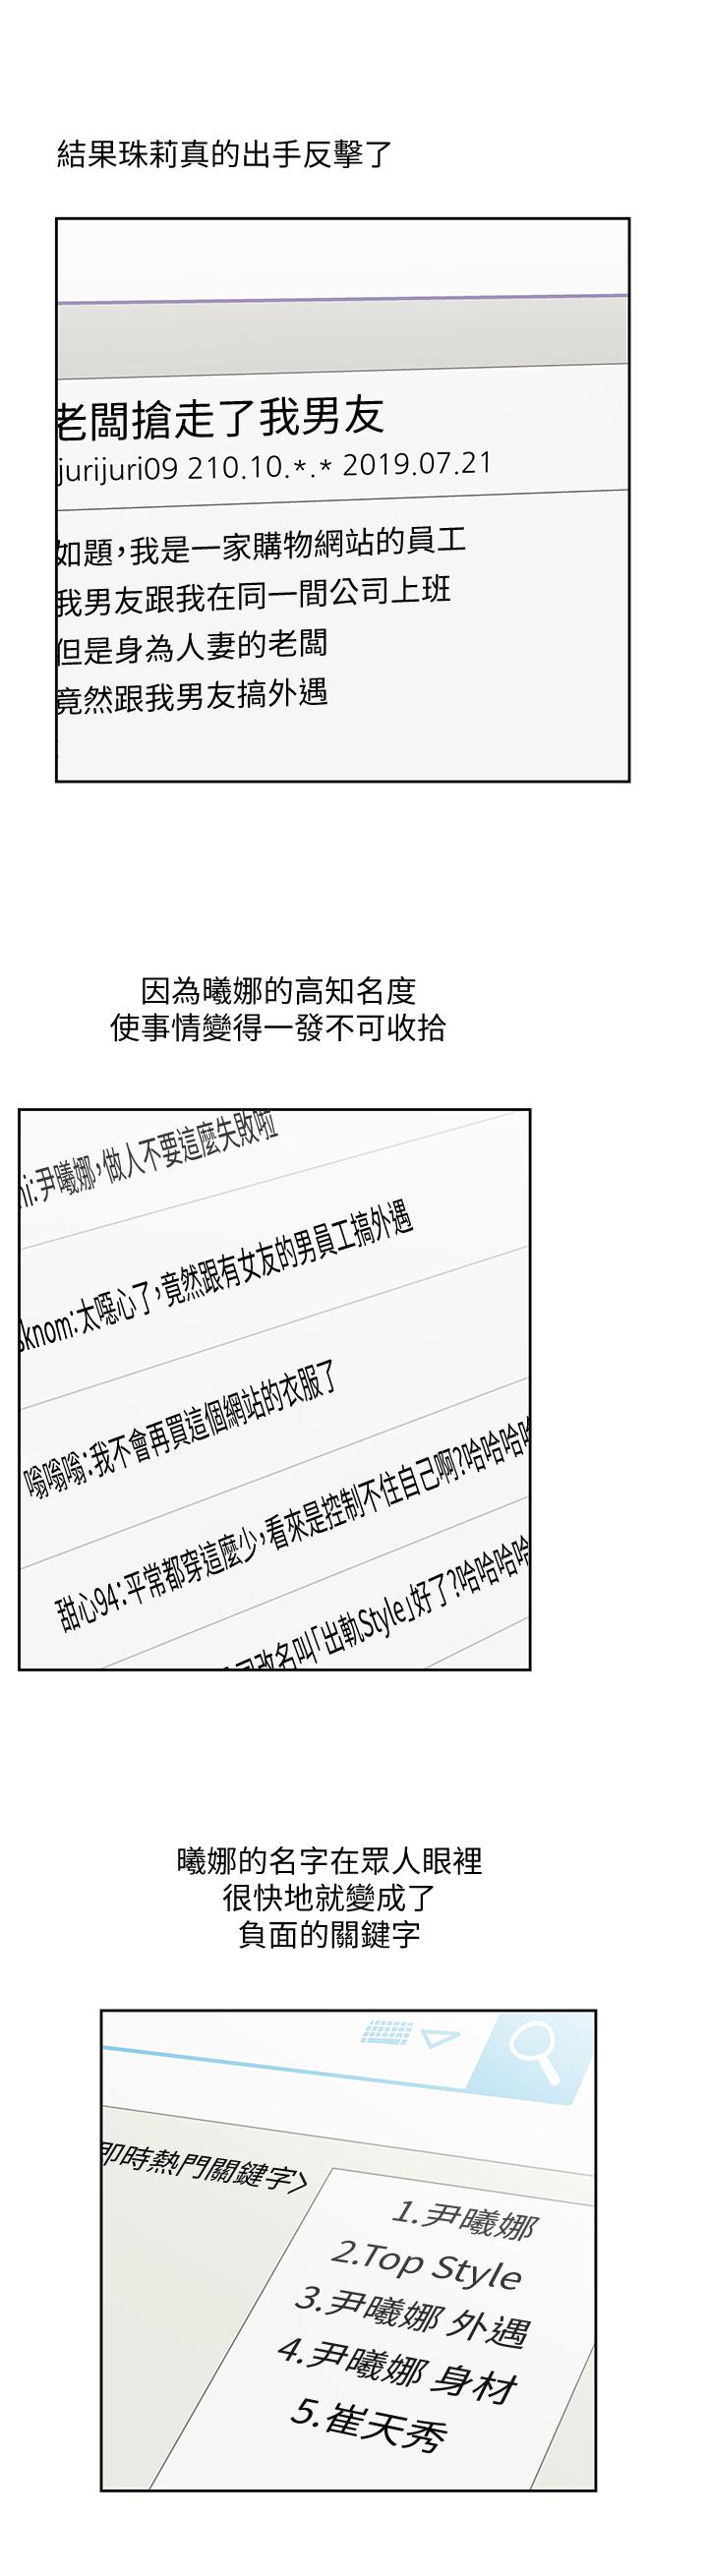 結果珠莉真的出手反擊了
老闆搶走了我男友
jurijuri09 210.10.*.* 2019.07.21
如題，我是一家購物網站的員工
我男友跟我在同一間公司上班
但是身為人妻的老闆
竟然跟我男友搞外遇
因為曦娜的高知名度
使事情變得一發不可收拾
hi:尹曦娜，做人不要這麼失敗啦
sknom:太噁心了，竟然跟有女友的男員工搞外遇
嗡嗡嗡:我不會再買這個網站的衣服了
甜心94:平常都穿這麼少，看來是控制不住自己啊?哈哈哈哈
改名叫「出軌Style」好了?哈哈哈哈
曦娜的名字在眾人眼裡
很快地就變成了
負面的關鍵字
即時熱門關鍵字>
1.尹曦娜
2.Top Style
3.尹曦娜 外遇
4.尹曦娜 身材
5.崔天秀